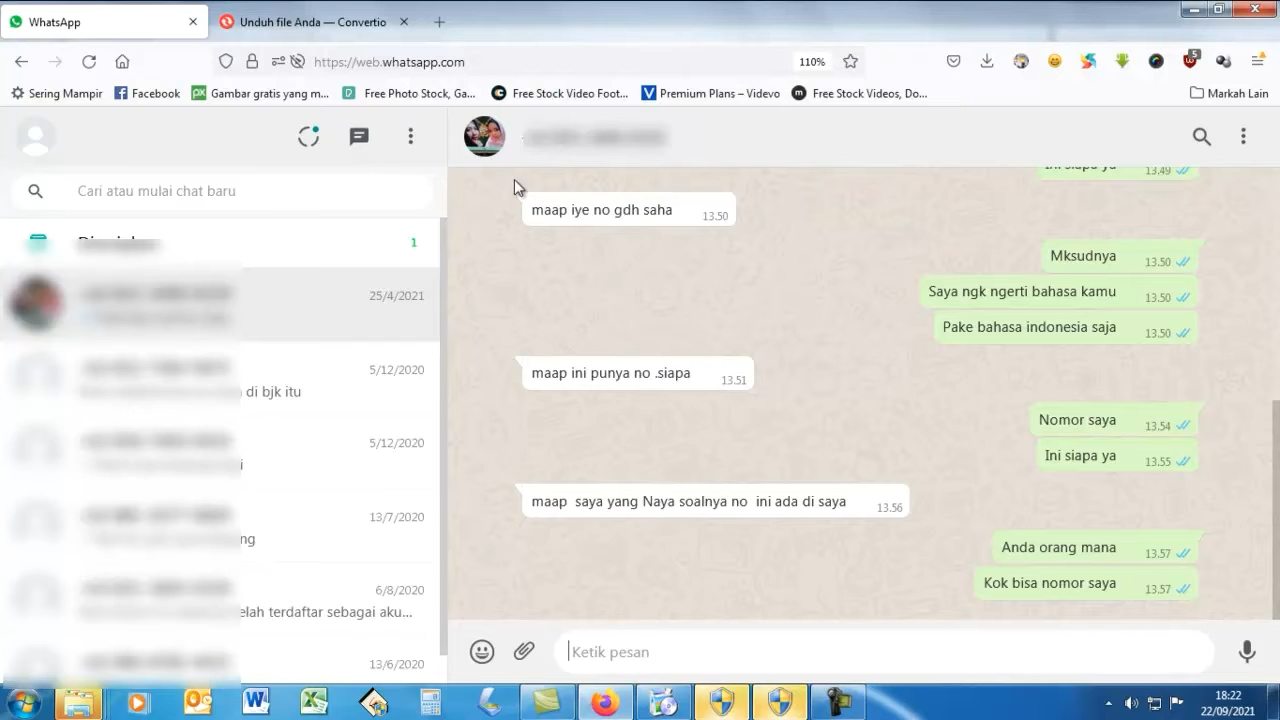 WhatsApp
Unduh file Anda — Convertio
https://web.whatsapp.com
110%
5
Sering Mampir
Facebook
Gambar gratis yang m...
Free Photo Stock, Ga...
Free Stock Video Foot...
Premium Plans – Videvo
Free Stock Videos, Do...
Markah Lain
Cari atau mulai chat baru
1
25/4/2021
5/12/2020
di bjk itu
5/12/2020
13/7/2020
6/8/2020
elah terdaftar sebagai aku...
13/6/2020
Ini siapa ya 13.49
maap iye no gdh saha 13.50
Mksudnya 13.50
Saya ngk ngerti bahasa kamu 13.50
Pake bahasa indonesia saja 13.50
maap ini punya no .siapa 13.51
Nomor saya 13.54
Ini siapa ya 13.55
maap saya yang Naya soalnya no ini ada di saya 13.56
Anda orang mana 13.57
Kok bisa nomor saya 13.57
Ketik pesan
18:22
22/09/2021